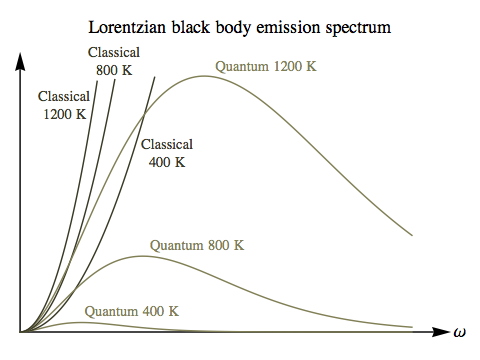 Lorentzian black body emission spectrum
Classical
800 K
Quantum 1200 K
Classical
1200 K
Classical
400 K
Quantum 800 K
Quantum 400 K
ω